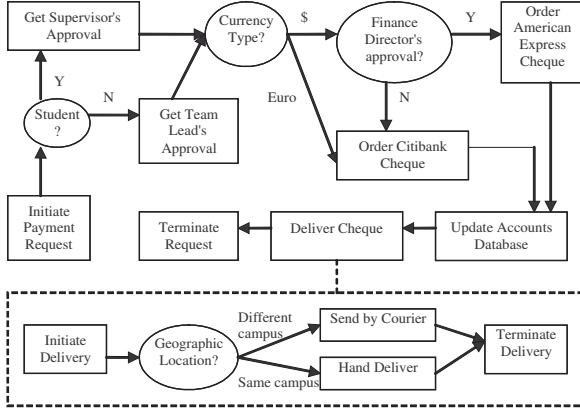 Get Supervisor's
Approval
Currency
Type?
$
Finance
Director's
approval?
Y
Order
American
Express
Cheque
Y
Student
?
N
Get Team
Lead's
Approval
Euro
N
Order Citibank
Cheque
Initiate
Payment
Request
Terminate
Request
Deliver Cheque
Update Accounts
Database
Initiate
Delivery
Geographic
Location?
Different
campus
Send by Courier
Same campus
Hand Deliver
Terminate
Delivery